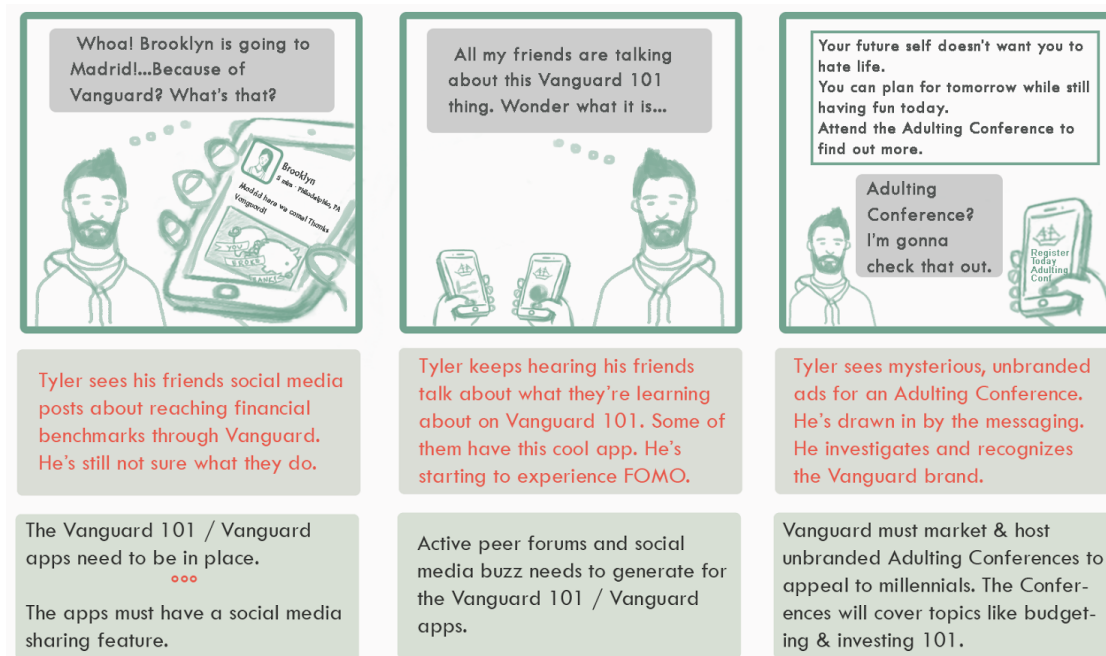 Whoa! Brooklyn is going to
Madrid!...Because of
Vanguard? What's that?
Brooklyn
Philadelphia, PA
Madrid here we come! Thanks
Vanguard!
YOU
BROKE
BANK!
Tyler sees his friends social media
posts about reaching financial
benchmarks through Vanguard.
He's still not sure what they do.
The Vanguard 101 / Vanguard
apps need to be in place.
The apps must have a social media
sharing feature.
All my friends are talking
about this Vanguard 101
thing. Wonder what it is...
Tyler keeps hearing his friends
talk about what they're learning
about on Vanguard 101. Some of
them have this cool app. He's
starting to experience FOMO.
Active peer forums and social
media buzz needs to generate for
the Vanguard 101 / Vanguard
apps.
Your future self doesn't want you to
hate life.
You can plan for tomorrow while still
having fun today.
Attend the Adulting Conference to
find out more.
Adulting
Conference?
I'm gonna
check that out.
Register
Today
Adulting
Conf
Tyler sees mysterious, unbranded
ads for an Adulting Conference.
He's drawn in by the messaging.
He investigates and recognizes
the Vanguard brand.
Vanguard must market & host
unbranded Adulting Conferences to
appeal to millennials. The Confer-
ences will cover topics like budget-
ing & investing 101.